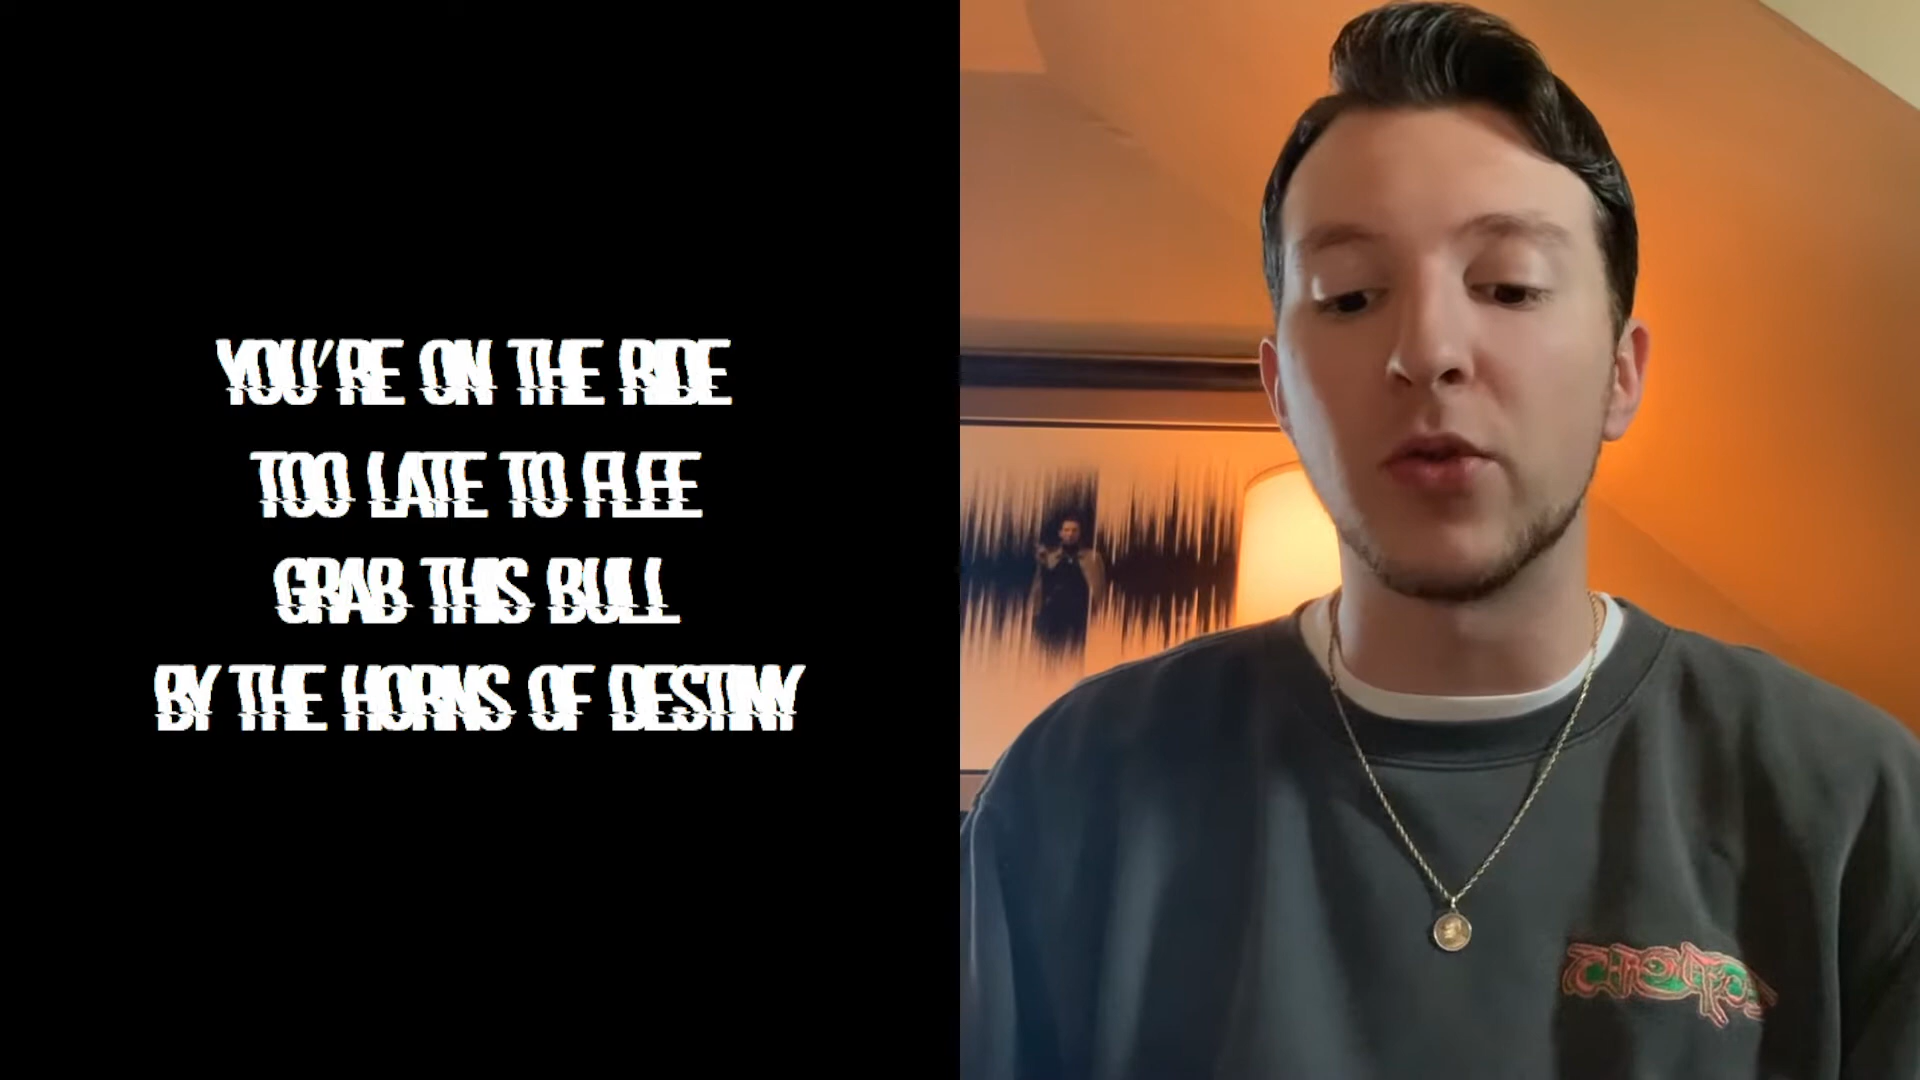 YOU'RE ON THE RIDE
TOO LATE TO FLEE
GRAB THIS BULL
BY THE HORNS OF DESTINY